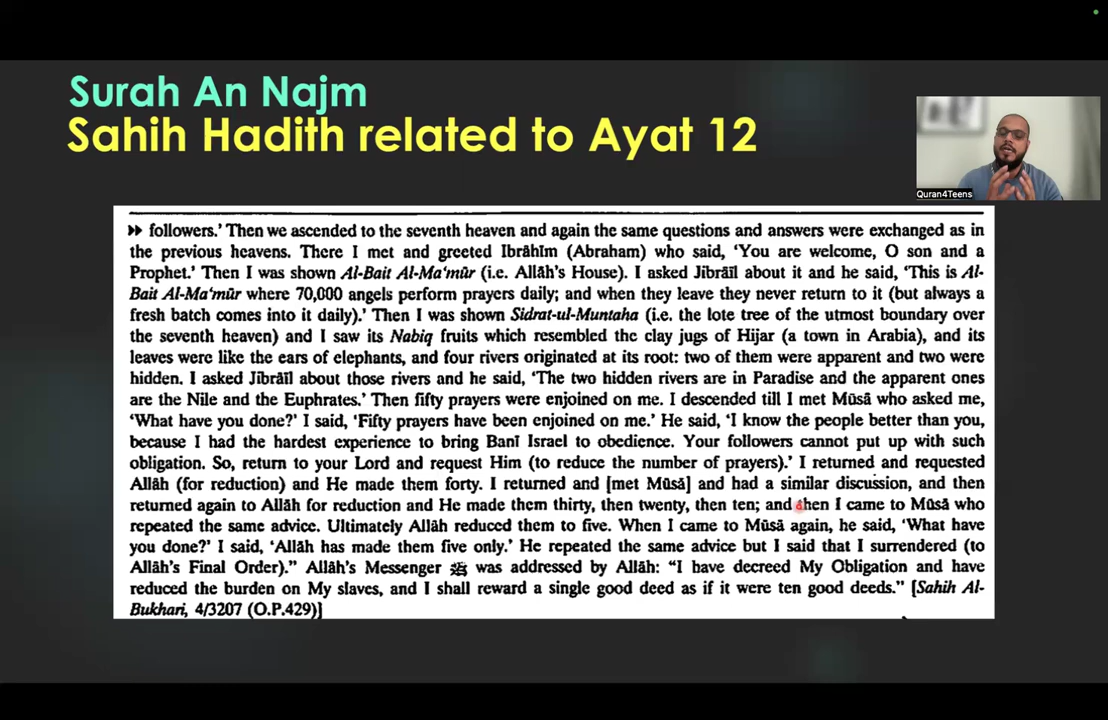 Surah An Najm
Sahih Hadith related to Ayat 12
Quran4Teens
followers.' Then we ascended to the seventh heaven and again the same questions and answers were exchanged as in
the previous heavens. There I met and greeted Ibrāhīm (Abraham) who said, 'You are welcome, O son and a
Prophet.' Then I was shown Al-Bait Al-Ma'mūr (i.e. Allāh's House). I asked Jibrāīl about it and he said, 'This is Al-
Bait Al-Ma'mūr where 70,000 angels perform prayers daily; and when they leave they never return to it (but always a
fresh batch comes into it daily).' Then I was shown Sidrat-ul-Muntaha (i.e. the lote tree of the utmost boundary over
the seventh heaven) and I saw its Nabiq fruits which resembled the clay jugs of Hijar (a town in Arabia), and its
leaves were like the ears of elephants, and four rivers originated at its root: two of them were apparent and two were
hidden. I asked Jibrāīl about those rivers and he said, 'The two hidden rivers are in Paradise and the apparent ones
are the Nile and the Euphrates.' Then fifty prayers were enjoined on me. I descended till I met Mūsā who asked me,
'What have you done?' I said, 'Fifty prayers have been enjoined on me.' He said, 'I know the people better than you,
because I had the hardest experience to bring Banī Israel to obedience. Your followers cannot put up with such
obligation. So, return to your Lord and request Him (to reduce the number of prayers).' I returned and requested
Allāh (for reduction) and He made them forty. I returned and [met Mūsā] and had a similar discussion, and then
returned again to Allāh for reduction and He made them thirty, then twenty, then ten; and then I came to Mūsā who
repeated the same advice. Ultimately Allāh reduced them to five. When I came to Mūsā again, he said, 'What have
you done?' I said, 'Allāh has made them five only.' He repeated the same advice but I said that I surrendered (to
Allāh's Final Order)." Allāh's Messenger ﷺ was addressed by Allāh: "I have decreed My Obligation and have
reduced the burden on My slaves, and I shall reward a single good deed as if it were ten good deeds." [Sahih Al-
Bukhari, 4/3207 (O.P.429)]